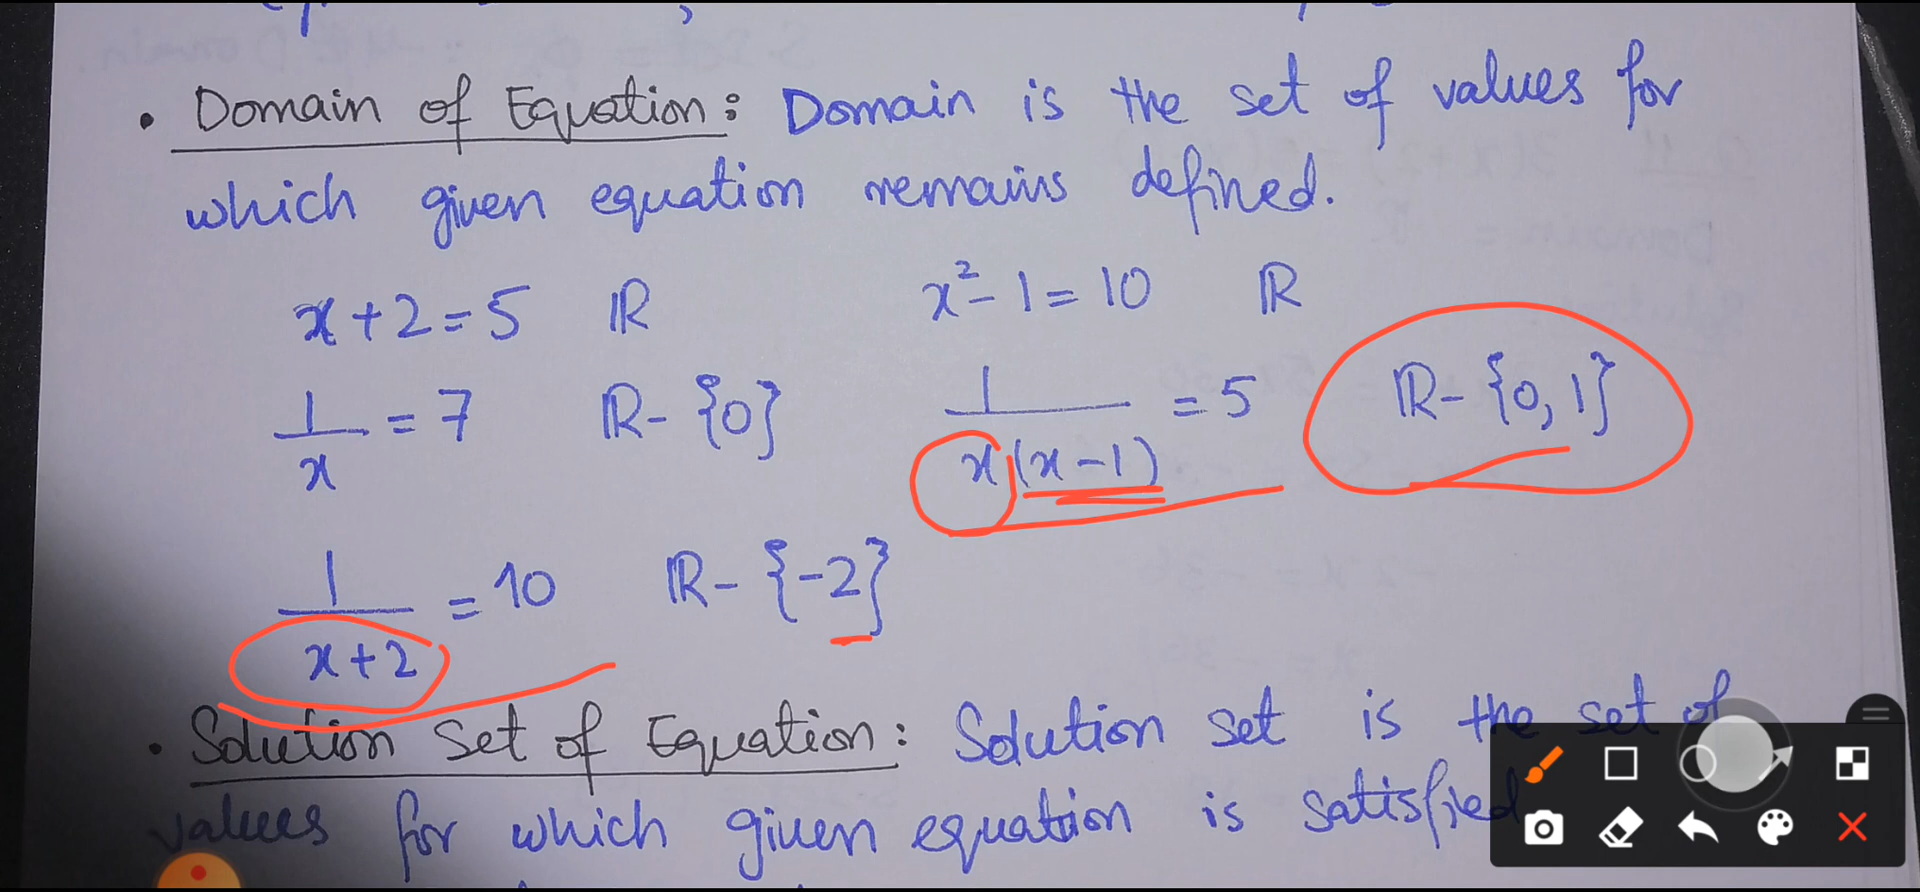 • Domain of Equation: Domain is the set of values for
which given equation remains defined.
x+2=5 ℝ x²-1=10 ℝ
1/x = 7 ℝ-{0} 1/x(x-1) = 5 ℝ-{0,1}
1/x+2 = 10 ℝ-{-2}
• Solution Set of Equation: Solution set is the set of
values for which given equation is satisfied